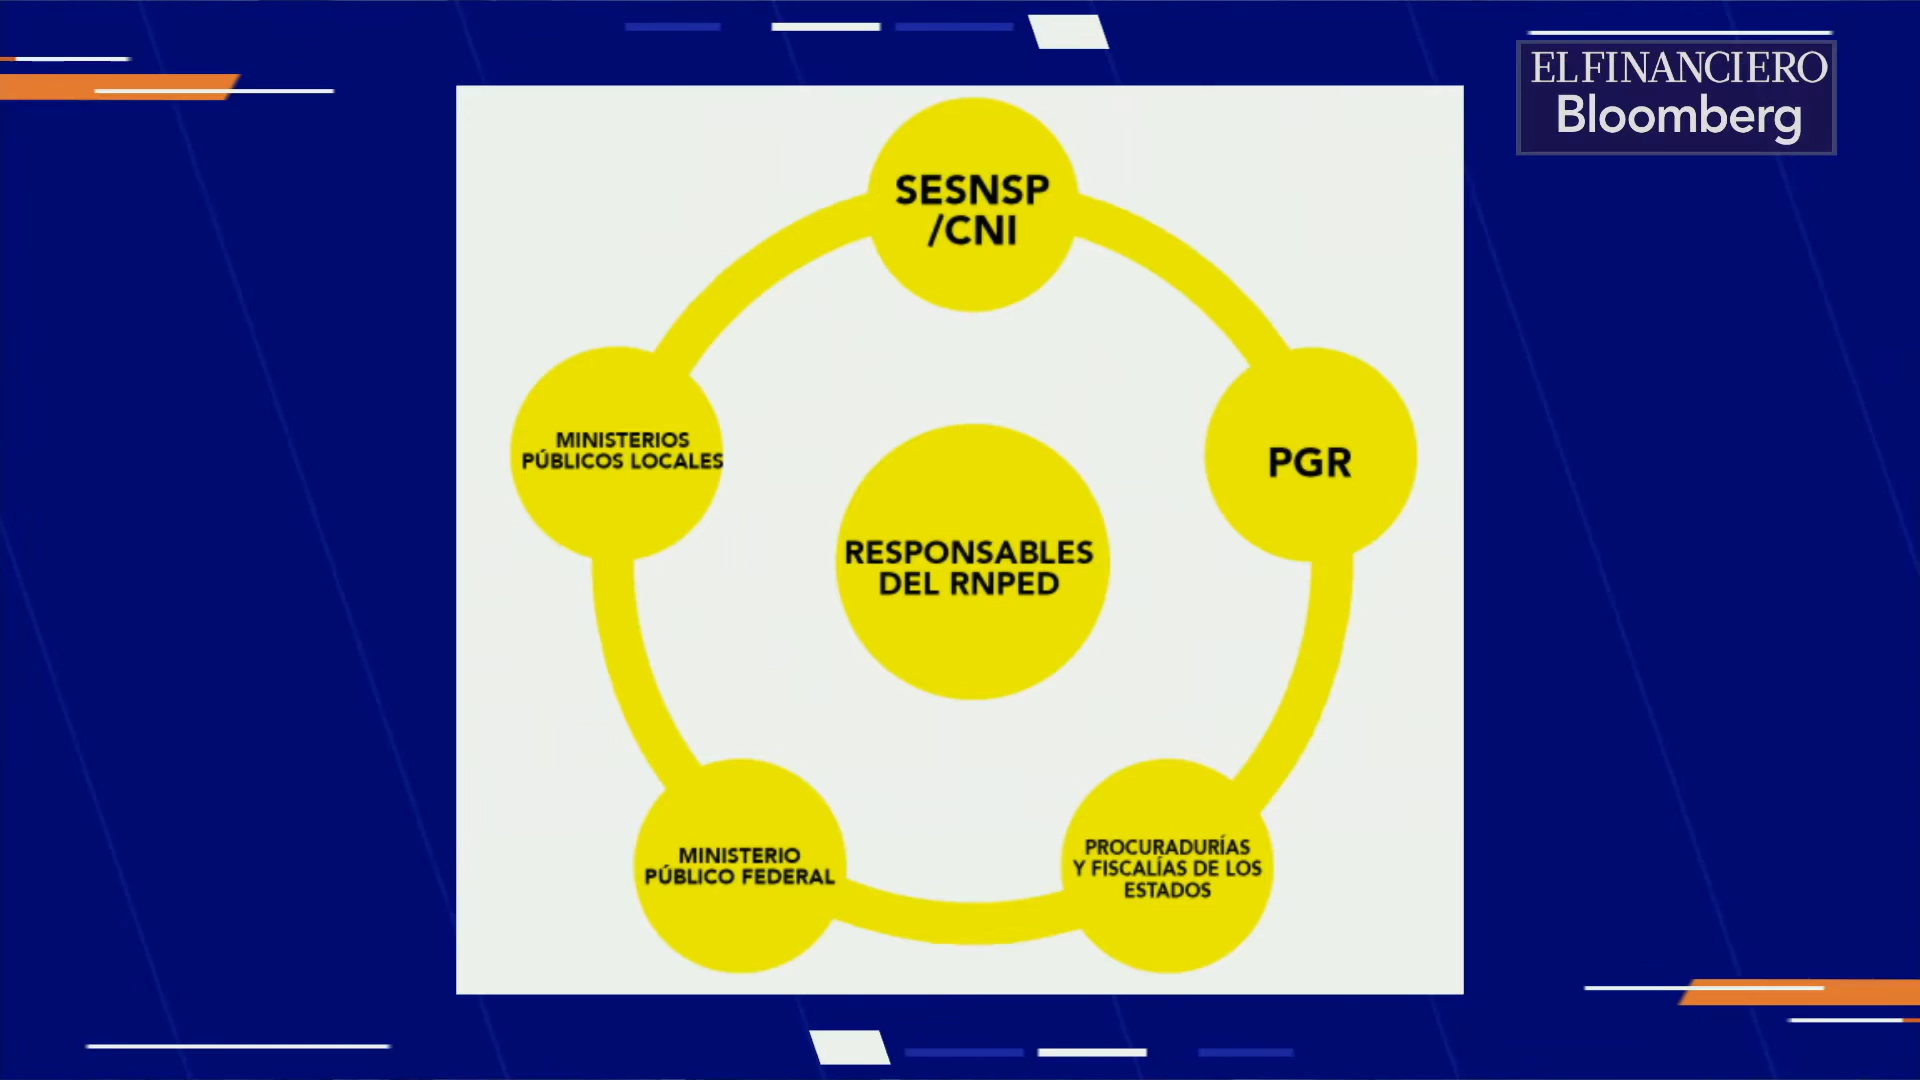 ELFINANCIERO
Bloomberg
SESNSP
/CNI
MINISTERIOS
PÚBLICOS LOCALES
PGR
RESPONSABLES
DEL RNPED
MINISTERIO
PÚBLICO FEDERAL
PROCURADURÍAS
Y FISCALÍAS DE LOS
ESTADOS